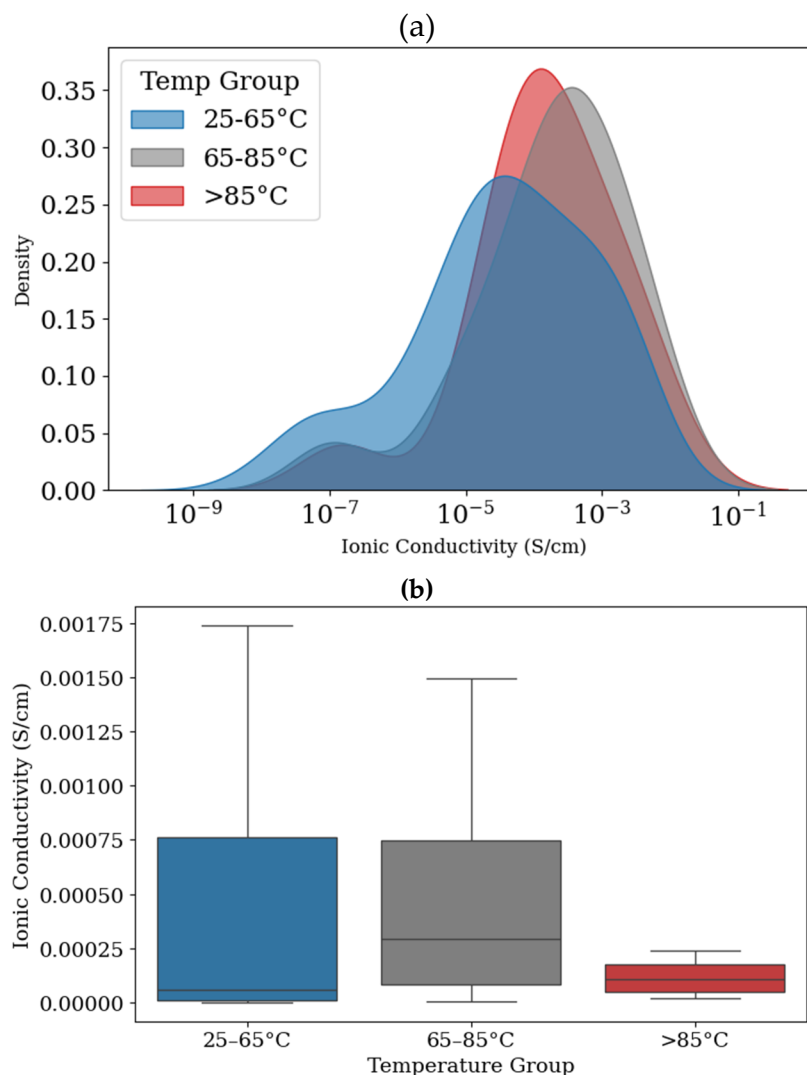 (a)
Temp Group
25-65°C
65-85°C
>85°C
0.35
0.30
0.25
0.20
0.15
0.10
0.05
0.00
Density
10⁻⁹ 10⁻⁷ 10⁻⁵ 10⁻³ 10⁻¹
Ionic Conductivity (S/cm)
(b)
0.00175
0.00150
0.00125
0.00100
0.00075
0.00050
0.00025
0.00000
Ionic Conductivity (S/cm)
25–65°C 65–85°C >85°C
Temperature Group